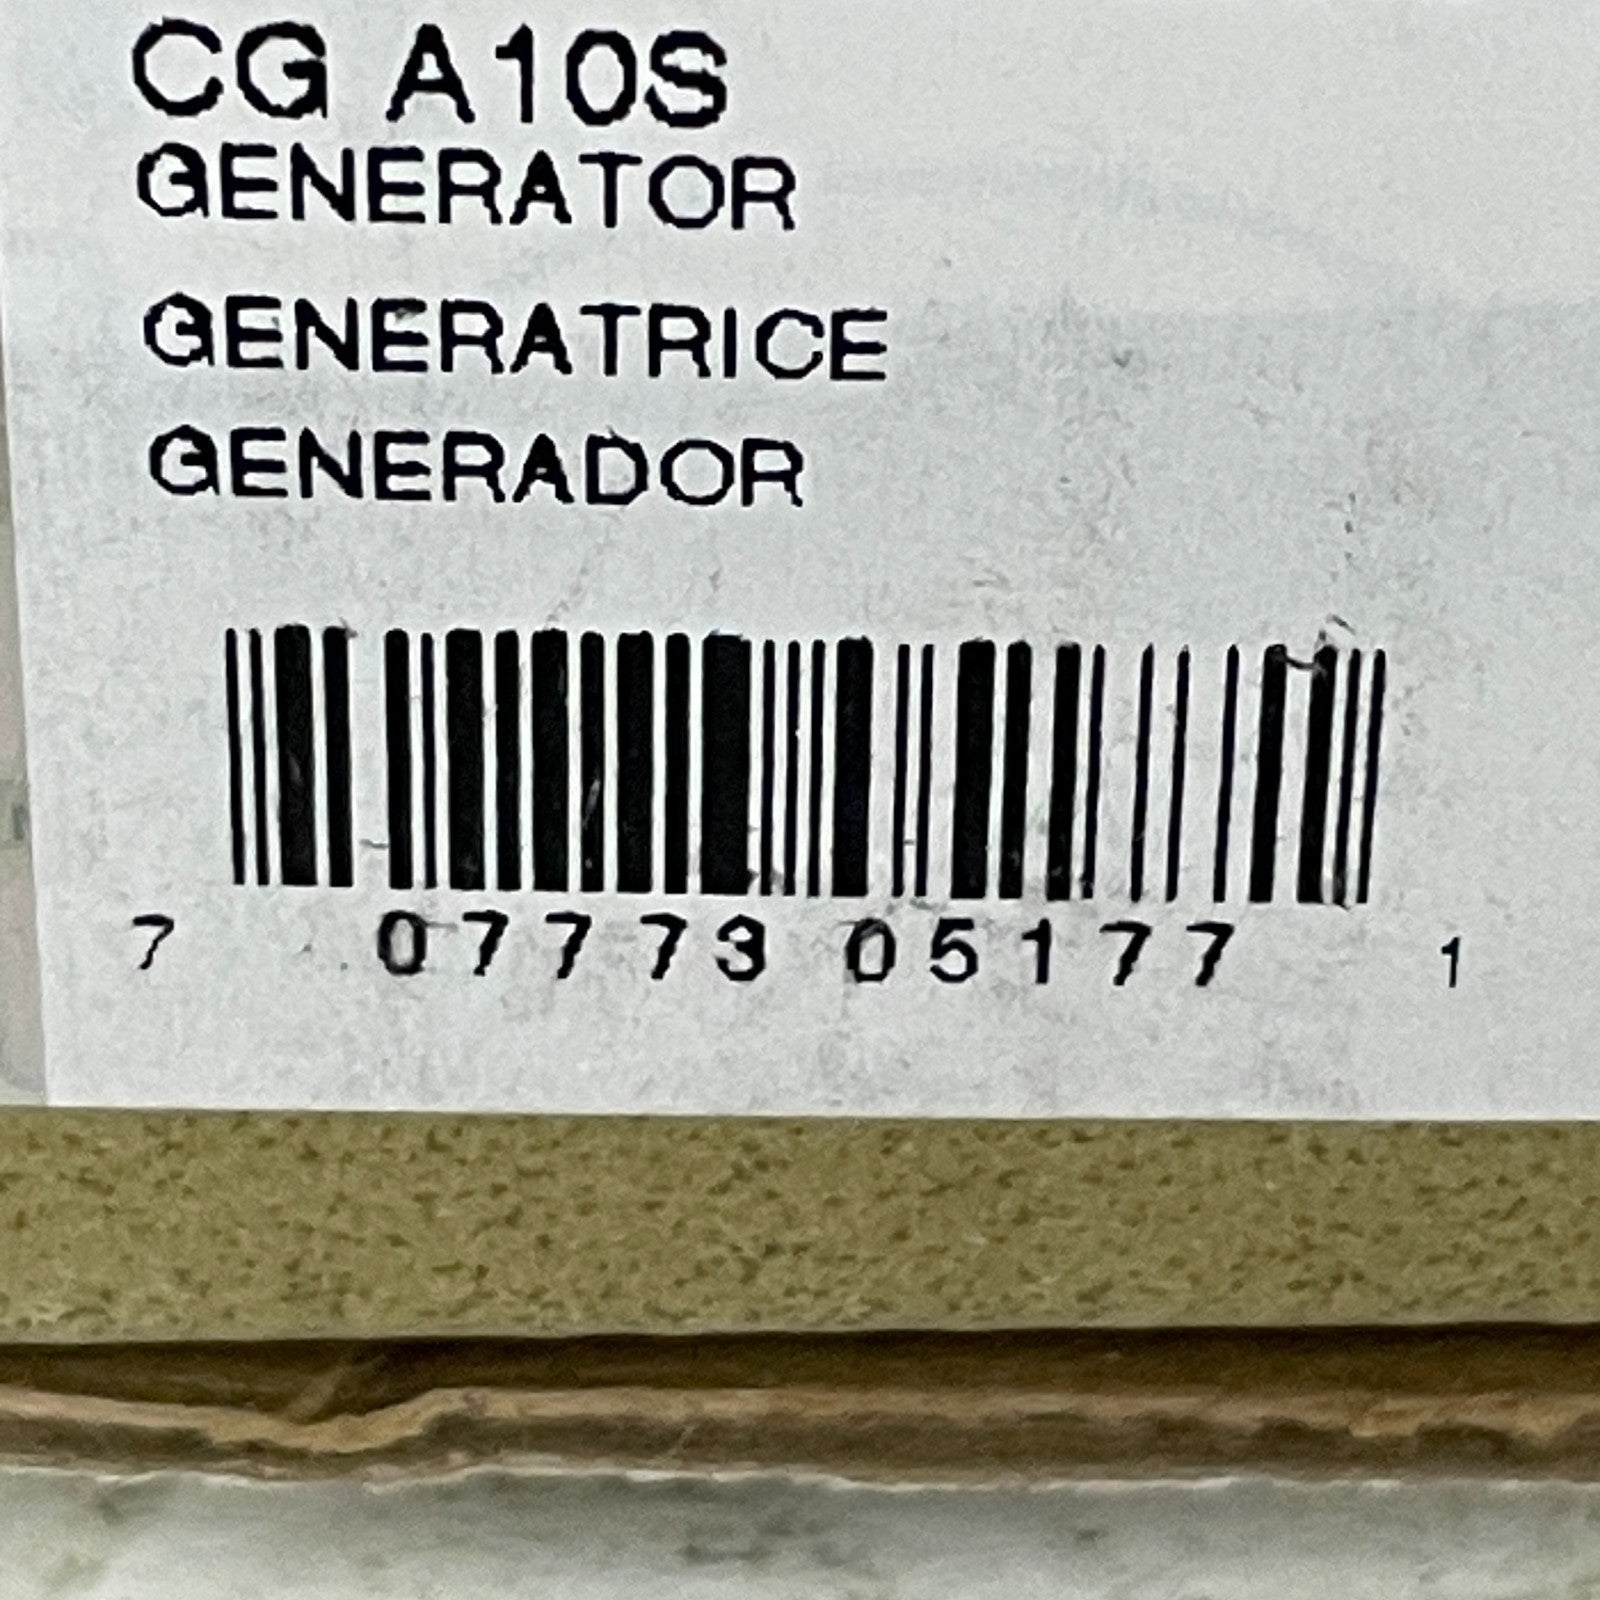 CG A10S
GENERATOR
GENERATRICE
GENERADOR
7 07773 05177 1